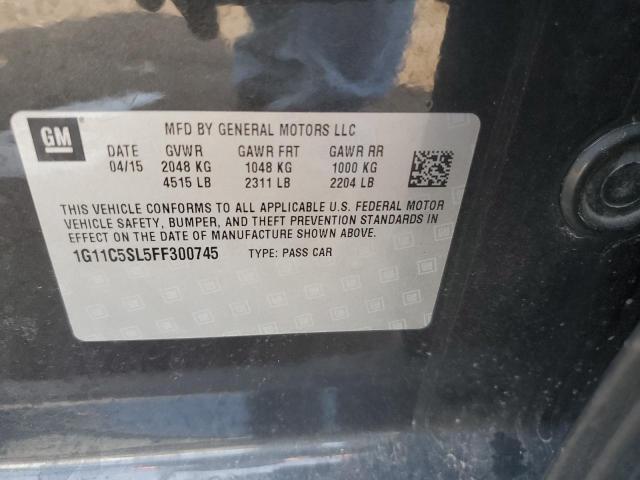 GM
MFD BY GENERAL MOTORS LLC
DATE GVWR GAWR FRT GAWR RR
04/15 2048 KG 1048 KG 1000 KG
4515 LB 2311 LB 2204 LB
THIS VEHICLE CONFORMS TO ALL APPLICABLE U.S. FEDERAL MOTOR
VEHICLE SAFETY, BUMPER, AND THEFT PREVENTION STANDARDS IN
EFFECT ON THE DATE OF MANUFACTURE SHOWN ABOVE.
1G11C5SL5FF300745 TYPE: PASS CAR